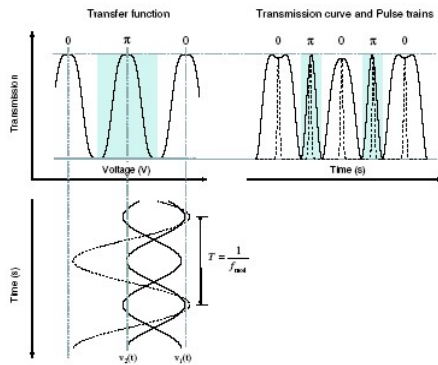 Transfer function
Transmission curve and Pulse trains
0 π 0
0 π 0 π 0
Transmission
Voltage (V)
Time (s)
Time (s)
T = 1 / f_mod
v₂(t) v₁(t)